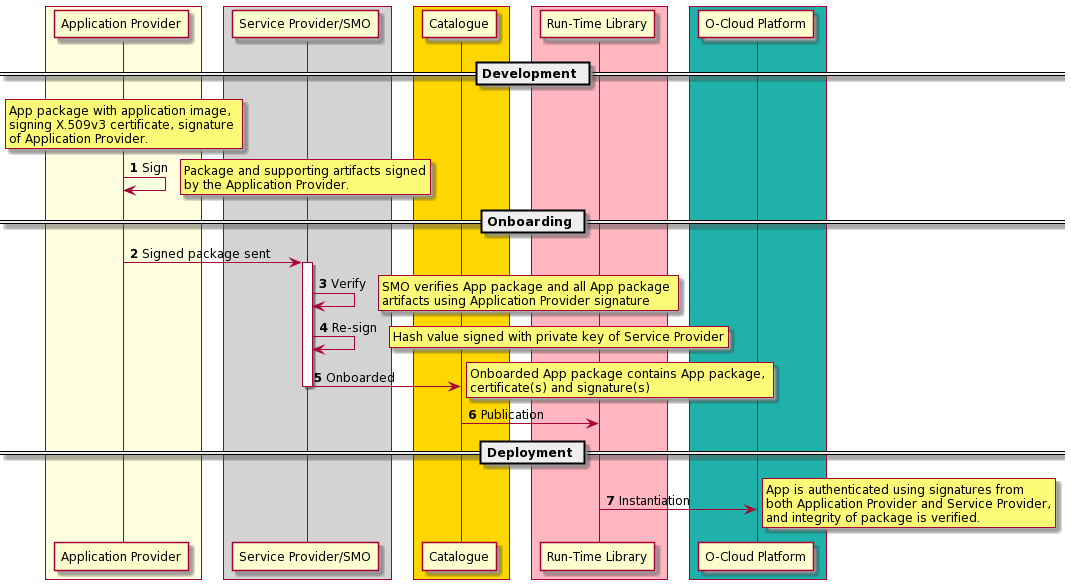 Application Provider
Service Provider/SMO
Catalogue
Run-Time Library
O-Cloud Platform
Development
App package with application image,
signing X.509v3 certificate, signature
of Application Provider.
1 Sign
Package and supporting artifacts signed
by the Application Provider.
Onboarding
2 Signed package sent
3 Verify
SMO verifies App package and all App package
artifacts using Application Provider signature
4 Re-sign
Hash value signed with private key of Service Provider
5 Onboarded
Onboarded App package contains App package,
certificate(s) and signature(s)
6 Publication
Deployment
7 Instantiation
App is authenticated using signatures from
both Application Provider and Service Provider,
and integrity of package is verified.
Application Provider
Service Provider/SMO
Catalogue
Run-Time Library
O-Cloud Platform